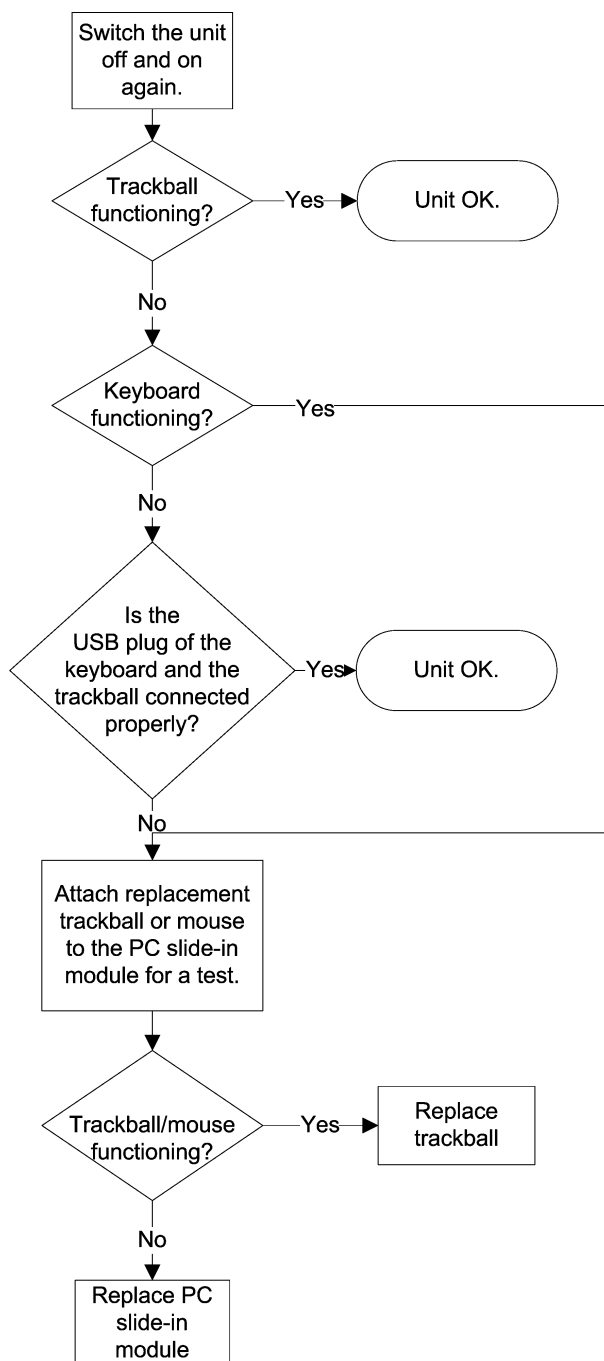 Switch the unit
off and on
again.
Trackball
functioning?
Yes
Unit OK.
No
Keyboard
functioning?
Yes
No
Is the
USB plug of the
keyboard and the
trackball connected
properly?
Yes
Unit OK.
No
Attach replacement
trackball or mouse
to the PC slide-in
module for a test.
Trackball/mouse
functioning?
Yes
Replace
trackball
No
Replace PC
slide-in
module